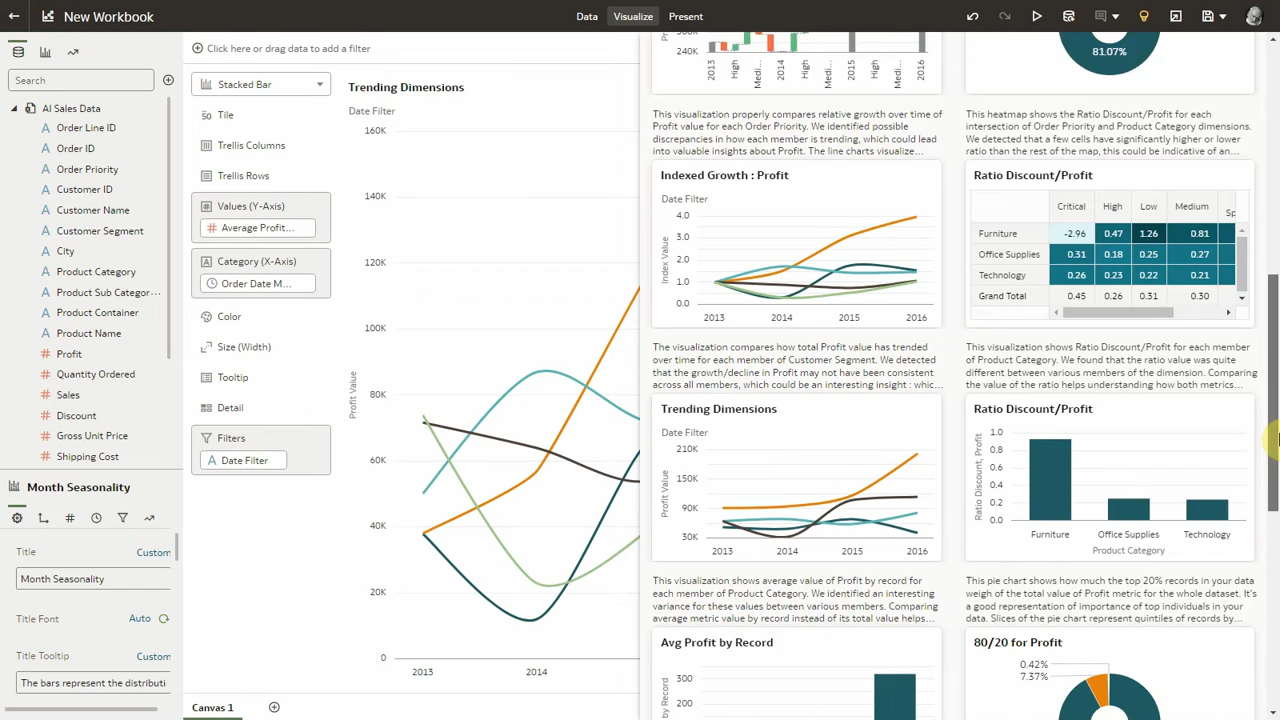 New Workbook
Data
Visualize
Present
Click here or drag data to add a filter
Search
AI Sales Data
A Order Line ID
A Order ID
A Order Priority
A Customer ID
A Customer Name
A Customer Segment
A City
A Product Category
A Product Sub Categor...
A Product Container
A Product Name
# Profit
# Quantity Ordered
# Sales
# Discount
# Gross Unit Price
# Shipping Cost
Month Seasonality
Title
Custom
Month Seasonality
Title Font
Auto
Title Tooltip
Custom
The bars represent the distributi
Stacked Bar
Tile
Trellis Columns
Trellis Rows
Values (Y-Axis)
# Average Profit...
Category (X-Axis)
Order Date M...
Color
Size (Width)
Tooltip
Detail
Filters
A Date Filter
Trending Dimensions
Date Filter
160K
140K
120K
100K
80K
60K
40K
20K
0
Profit Value
2013
2014
Canvas 1
240K
2013
High
Medi...
2014
High
Medi...
2015
High
Medi...
2016
This visualization properly compares relative growth over time of
Profit value for each Order Priority. We identified possible
discrepancies in how each member is trending, which could lead
into valuable insights about Profit. The line charts visualize...
Indexed Growth : Profit
Date Filter
4.0
3.0
2.0
1.0
0.0
Index Value
2013
2014
2015
2016
The visualization compares how total Profit value has trended
over time for each member of Customer Segment. We detected
that the growth/decline in Profit may not have been consistent
across all members, which could be an interesting insight : whic...
Trending Dimensions
Date Filter
210K
150K
90K
30K
Profit Value
2013
2014
2015
2016
This visualization shows average value of Profit by record for
each member of Product Category. We identified an interesting
variance for these values between various members. Comparing
average metric value by record instead of its total value helps...
Avg Profit by Record
300
200
by Record
81.07%
This heatmap shows the Ratio Discount/Profit for each
intersection of Order Priority and Product Category dimensions.
We detected that a few cells have significantly higher or lower
ratio than the rest of the map, this could be indicative of an...
Ratio Discount/Profit
Critical High Low Medium Sp
Furniture -2.96 0.47 1.26 0.81
Office Supplies 0.31 0.18 0.25 0.27
Technology 0.26 0.23 0.22 0.21
Grand Total 0.45 0.26 0.31 0.30
This visualization shows Ratio Discount/Profit for each member
of Product Category. We found that the ratio value was quite
different between various members of the dimension. Comparing
the value of the ratio helps understanding how both metrics...
Ratio Discount/Profit
1.0
0.8
0.6
0.4
0.2
0.0
Ratio Discount, Profit
Furniture
Office Supplies
Technology
Product Category
This pie chart shows how much the top 20% records in your data
weigh of the total value of Profit metric for the whole dataset. It's
a good representation of importance of top individuals in your
data. Slices of the pie chart represent quintiles of records by...
80/20 for Profit
0.42%
7.37%